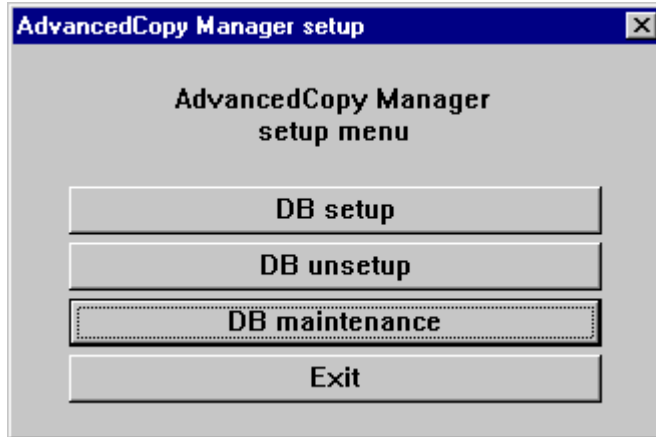 AdvancedCopy Manager setup
AdvancedCopy Manager
setup menu
DB setup
DB unsetup
DB maintenance
Exit